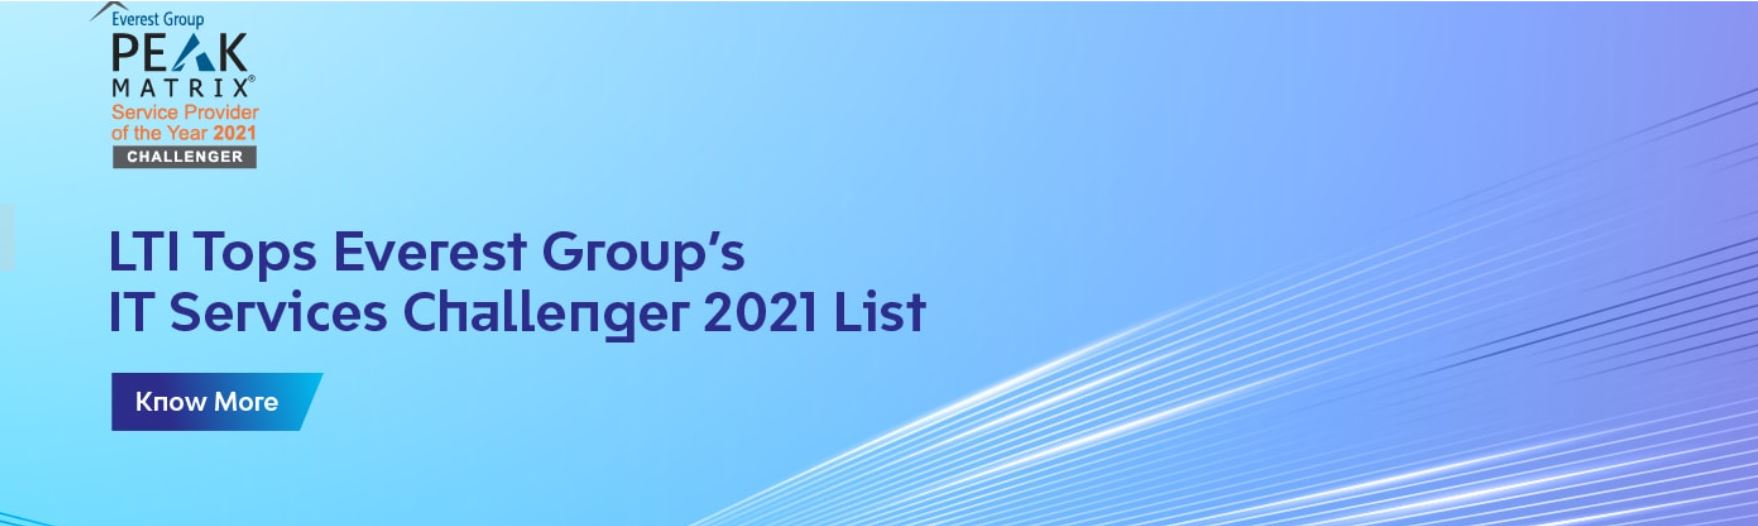 Everest Group
PEAK
MATRIX®
Service Provider
of the Year 2021
CHALLENGER
LTI Tops Everest Group’s
IT Services Challenger 2021 List
Know More